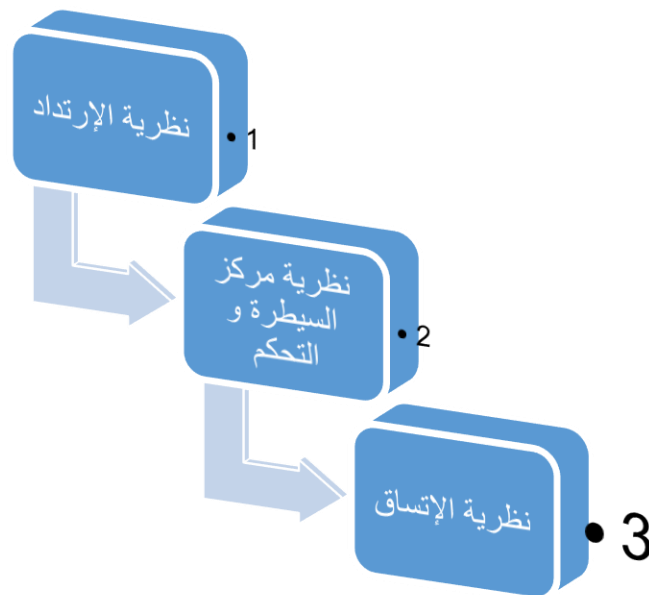 نظرية الإرتداد
• 1
نظرية مركز
السيطرة و
التحكم
• 2
نظرية الإتساق
• 3